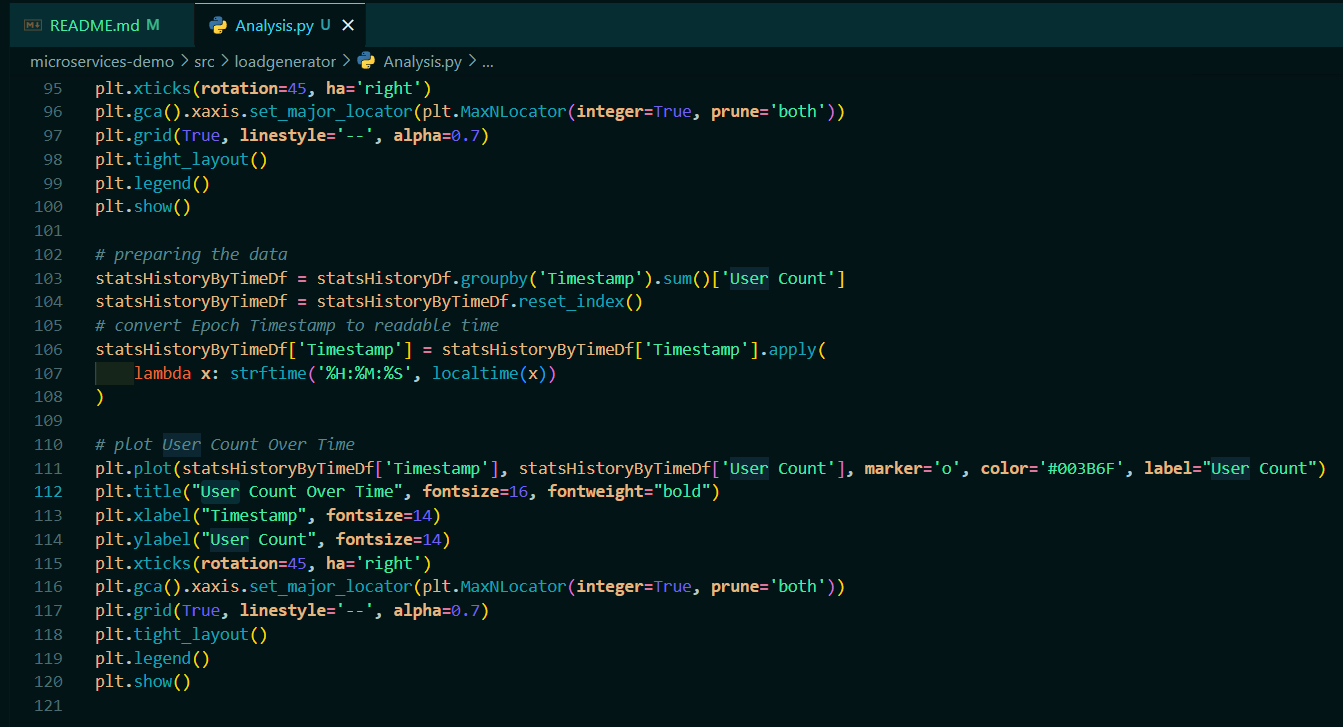 README.md M Analysis.py U
microservices-demo > src > loadgenerator > Analysis.py > ...
95 plt.xticks(rotation=45, ha='right')
96 plt.gca().xaxis.set_major_locator(plt.MaxNLocator(integer=True, prune='both'))
97 plt.grid(True, linestyle='--', alpha=0.7)
98 plt.tight_layout()
99 plt.legend()
100 plt.show()
101
102 # preparing the data
103 statsHistoryByTimeDf = statsHistoryDf.groupby('Timestamp').sum()['User Count']
104 statsHistoryByTimeDf = statsHistoryByTimeDf.reset_index()
105 # convert Epoch Timestamp to readable time
106 statsHistoryByTimeDf['Timestamp'] = statsHistoryByTimeDf['Timestamp'].apply(
107     lambda x: strftime('%H:%M:%S', localtime(x))
108 )
109
110 # plot User Count Over Time
111 plt.plot(statsHistoryByTimeDf['Timestamp'], statsHistoryByTimeDf['User Count'], marker='o', color='#003B6F', label="User Count")
112 plt.title("User Count Over Time", fontsize=16, fontweight="bold")
113 plt.xlabel("Timestamp", fontsize=14)
114 plt.ylabel("User Count", fontsize=14)
115 plt.xticks(rotation=45, ha='right')
116 plt.gca().xaxis.set_major_locator(plt.MaxNLocator(integer=True, prune='both'))
117 plt.grid(True, linestyle='--', alpha=0.7)
118 plt.tight_layout()
119 plt.legend()
120 plt.show()
121